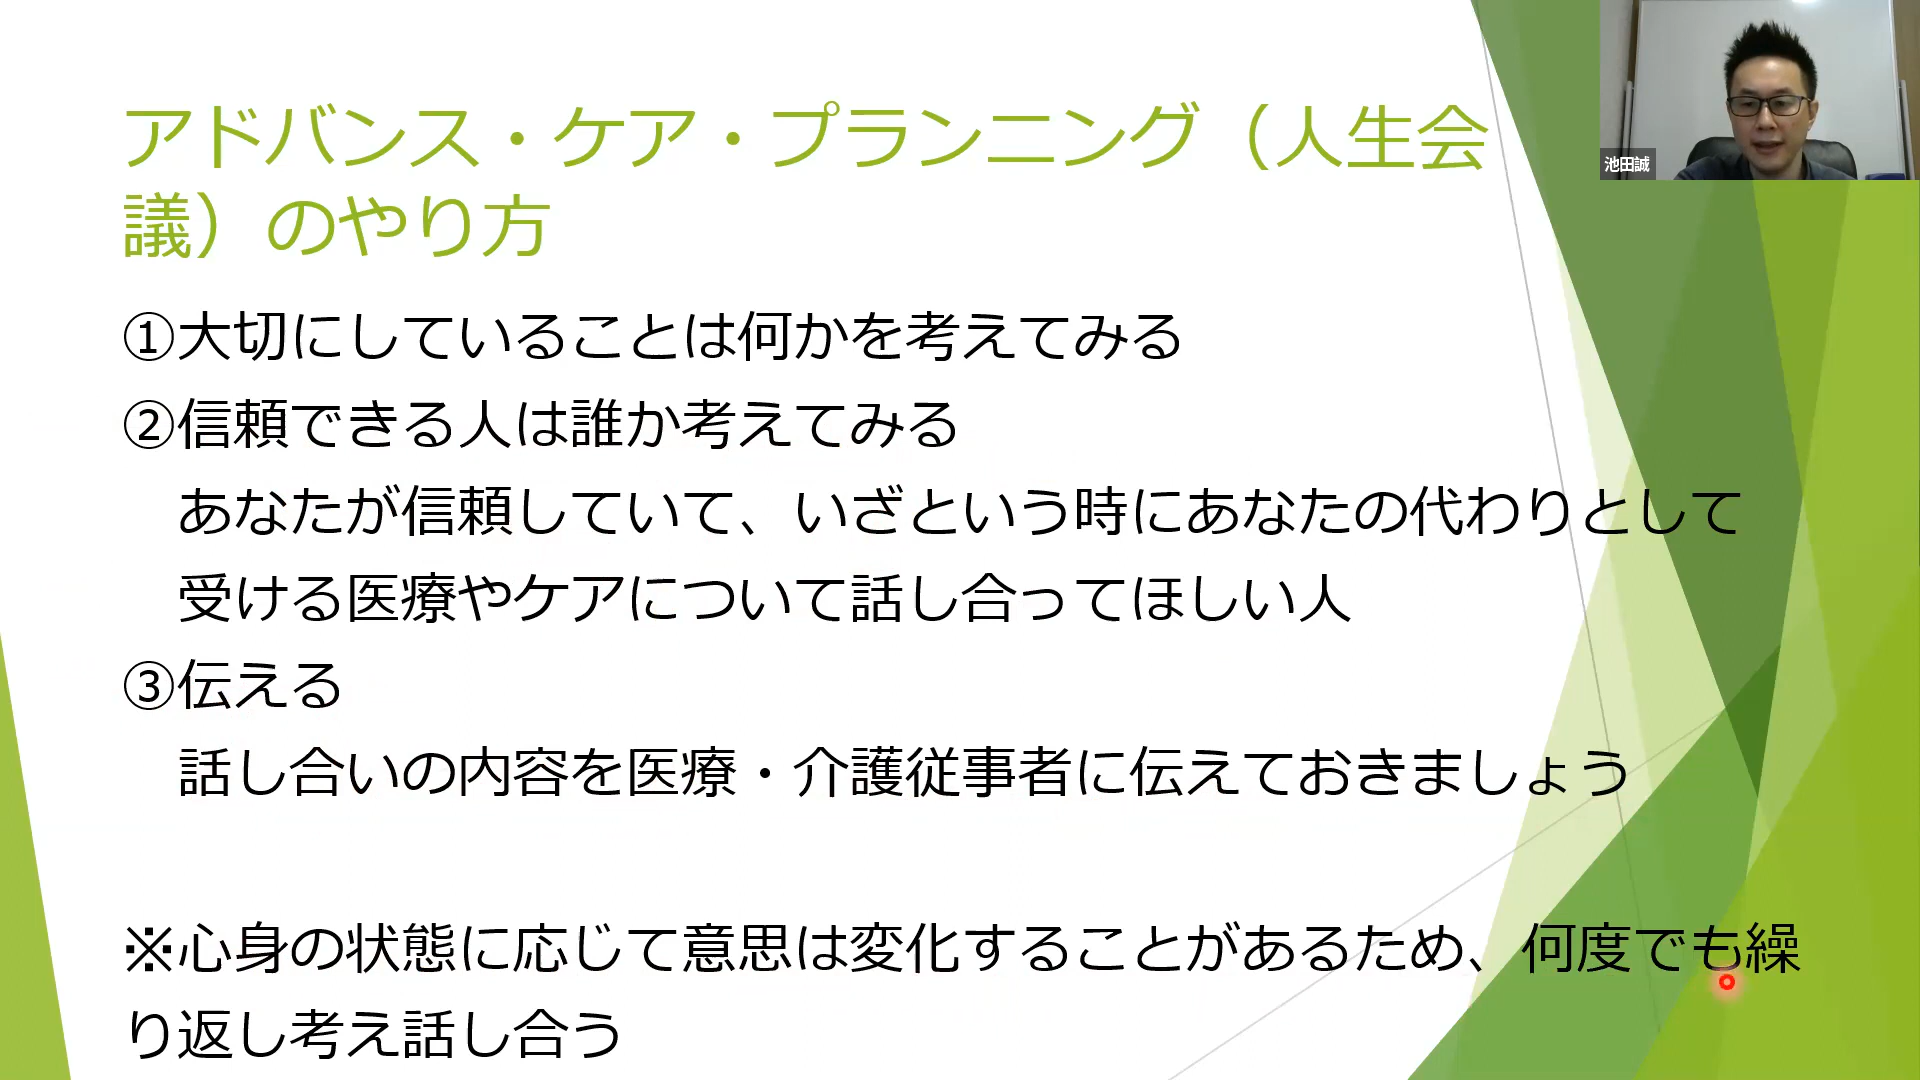 アドバンス・ケア・プランニング（人生会
議）のやり方
①大切にしていることは何かを考えてみる
②信頼できる人は誰か考えてみる
あなたが信頼していて、いざという時にあなたの代わりとして
受ける医療やケアについて話し合ってほしい人
③伝える
話し合いの内容を医療・介護従事者に伝えておきましょう
※心身の状態に応じて意思は変化することがあるため、何度でも繰
り返し考え話し合う
池田誠